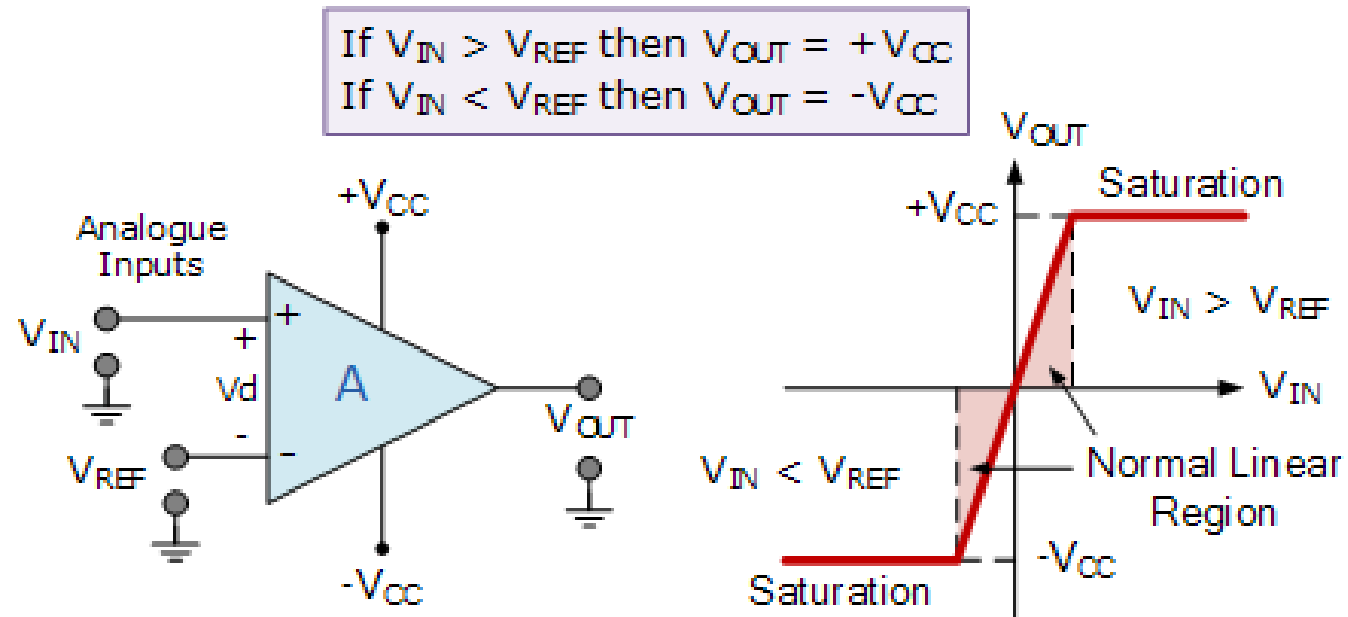 If VIN > VREF then VOUT = +VCC
If VIN < VREF then VOUT = -VCC
+VCC
Analogue
Inputs
VIN
+
+
Vd
A
-
-
VREF
VOUT
-VCC
VOUT
Saturation
+VCC
VIN > VREF
VIN
VIN < VREF
Normal Linear
Region
-VCC
Saturation